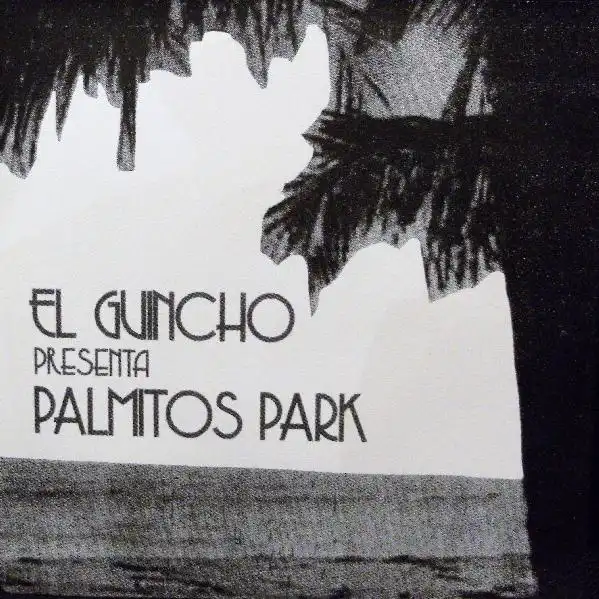 EL GUINCHO
PRESENTA
PALMITOS PARK